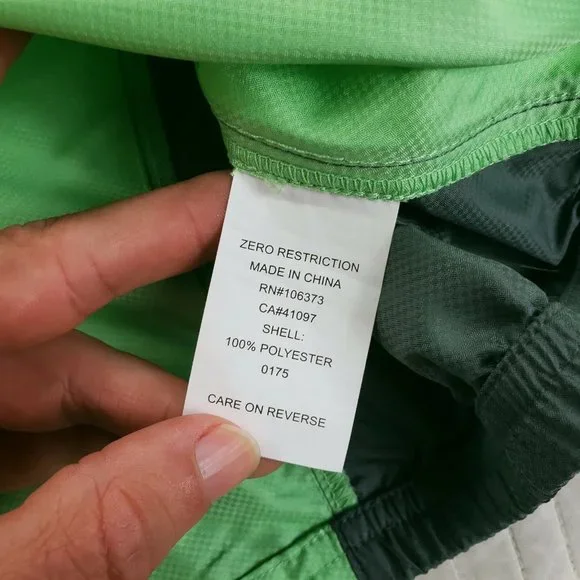 ZERO RESTRICTION
MADE IN CHINA
RN#106373
CA#41097
SHELL:
100% POLYESTER
0175
CARE ON REVERSE